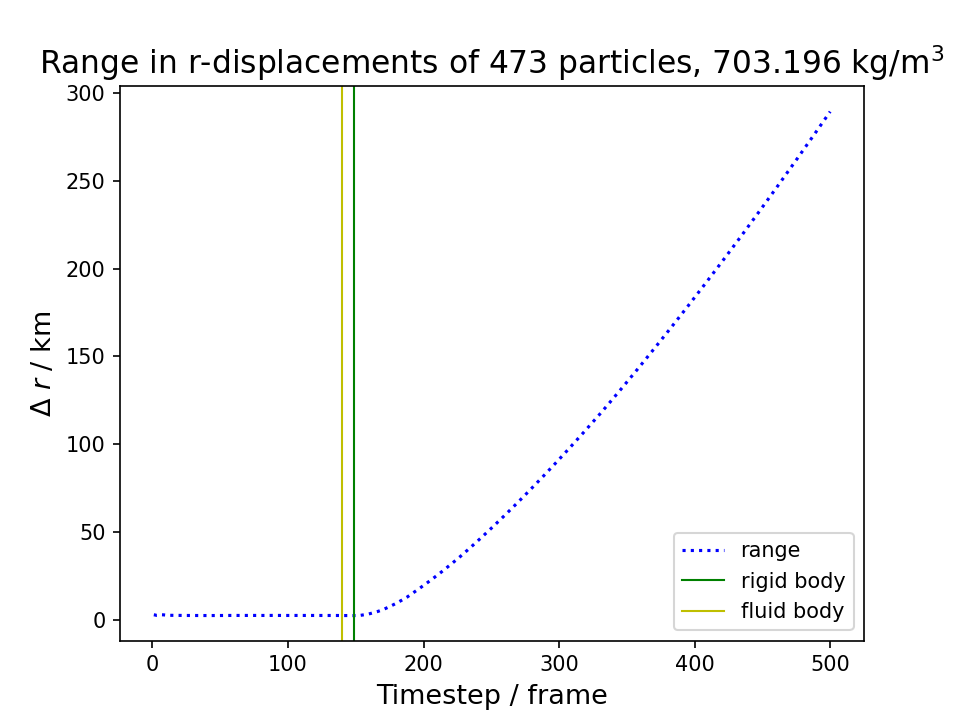 Range in r-displacements of 473 particles, 703.196 kg/m³
300
250
200
150
100
50
0
Δ r / km
0 100 200 300 400 500
Timestep / frame
range
rigid body
fluid body